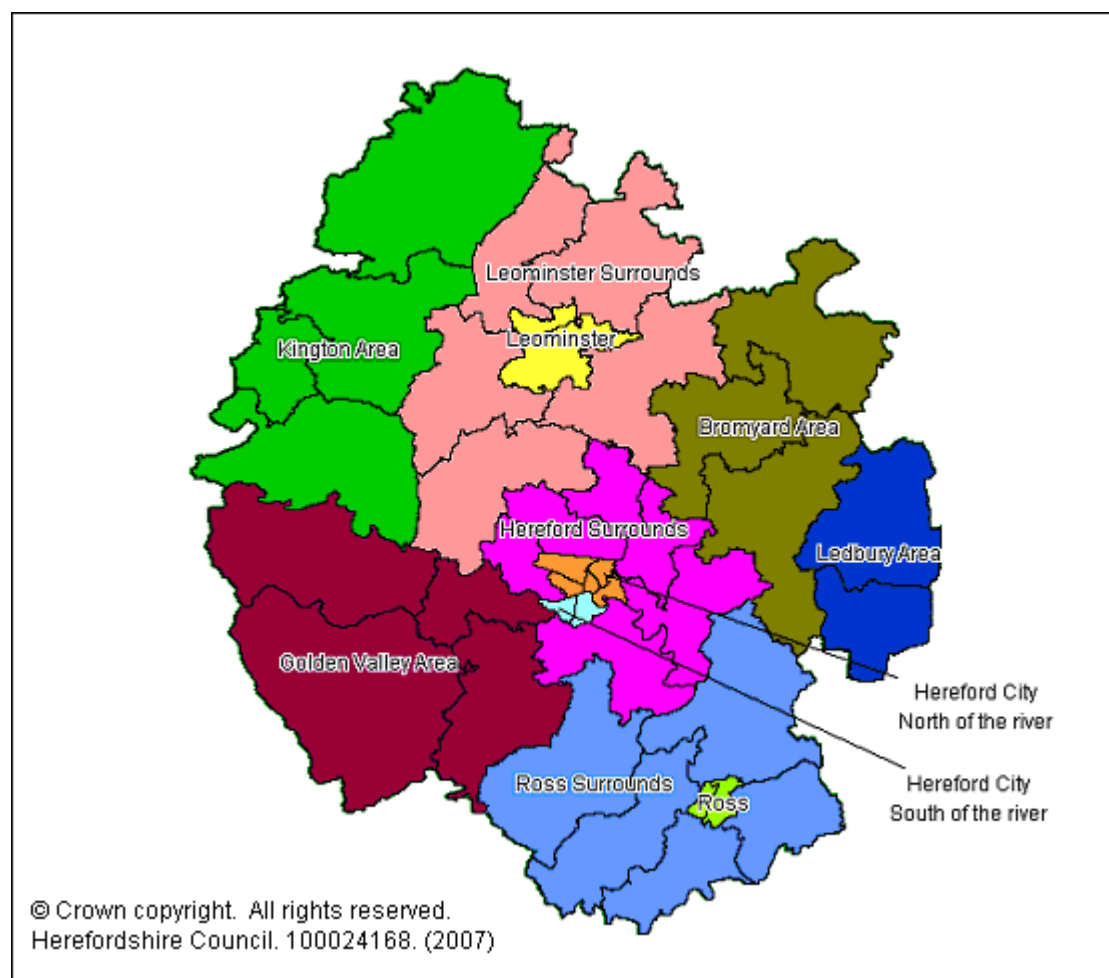 Leominster Surrounds
Leominster
Kington Area
Bromyard Area
Hereford Surrounds
Ledbury Area
Golden Valley Area
Hereford City
North of the river
Ross Surrounds
Ross
Hereford City
South of the river
© Crown copyright. All rights reserved.
Herefordshire Council. 100024168. (2007)